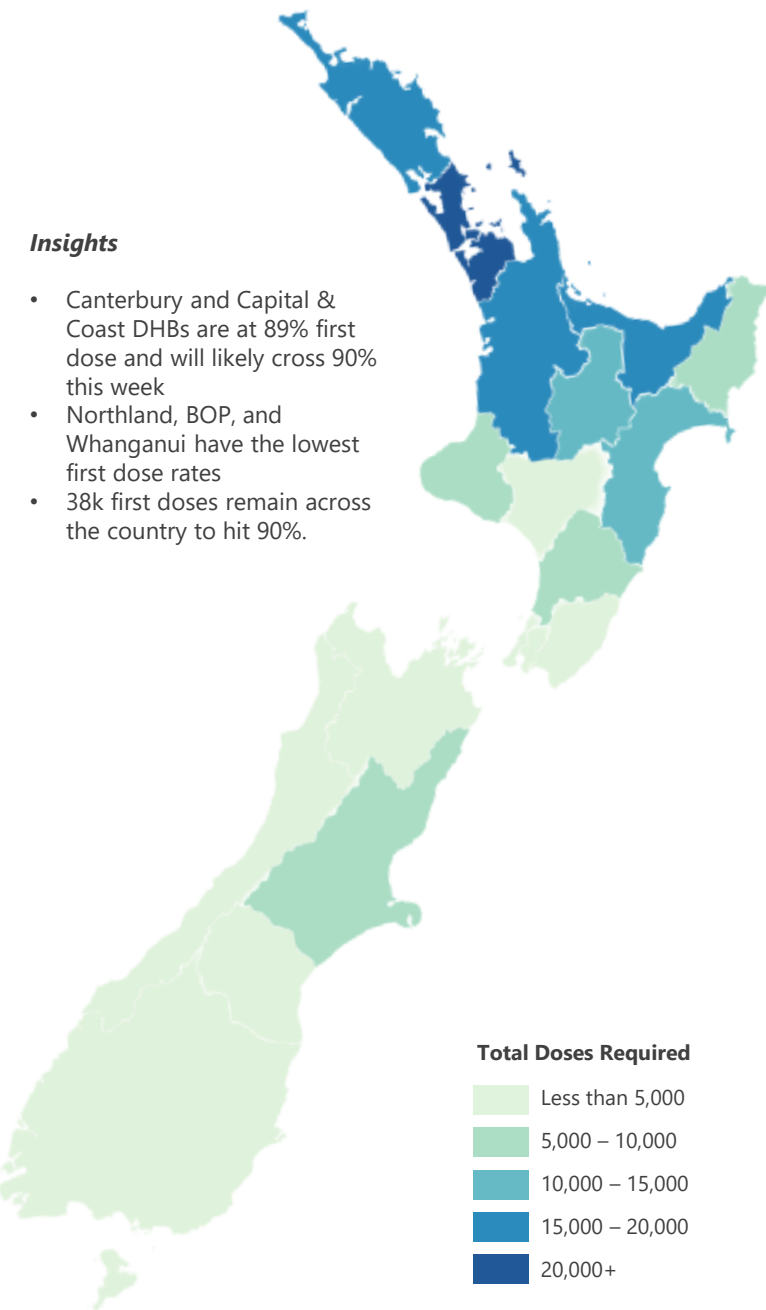 Insights
• Canterbury and Capital &
Coast DHBs are at 89% first
dose and will likely cross 90%
this week
• Northland, BOP, and
Whanganui have the lowest
first dose rates
• 38k first doses remain across
the country to hit 90%.
Total Doses Required
Less than 5,000
5,000 – 10,000
10,000 – 15,000
15,000 – 20,000
20,000+